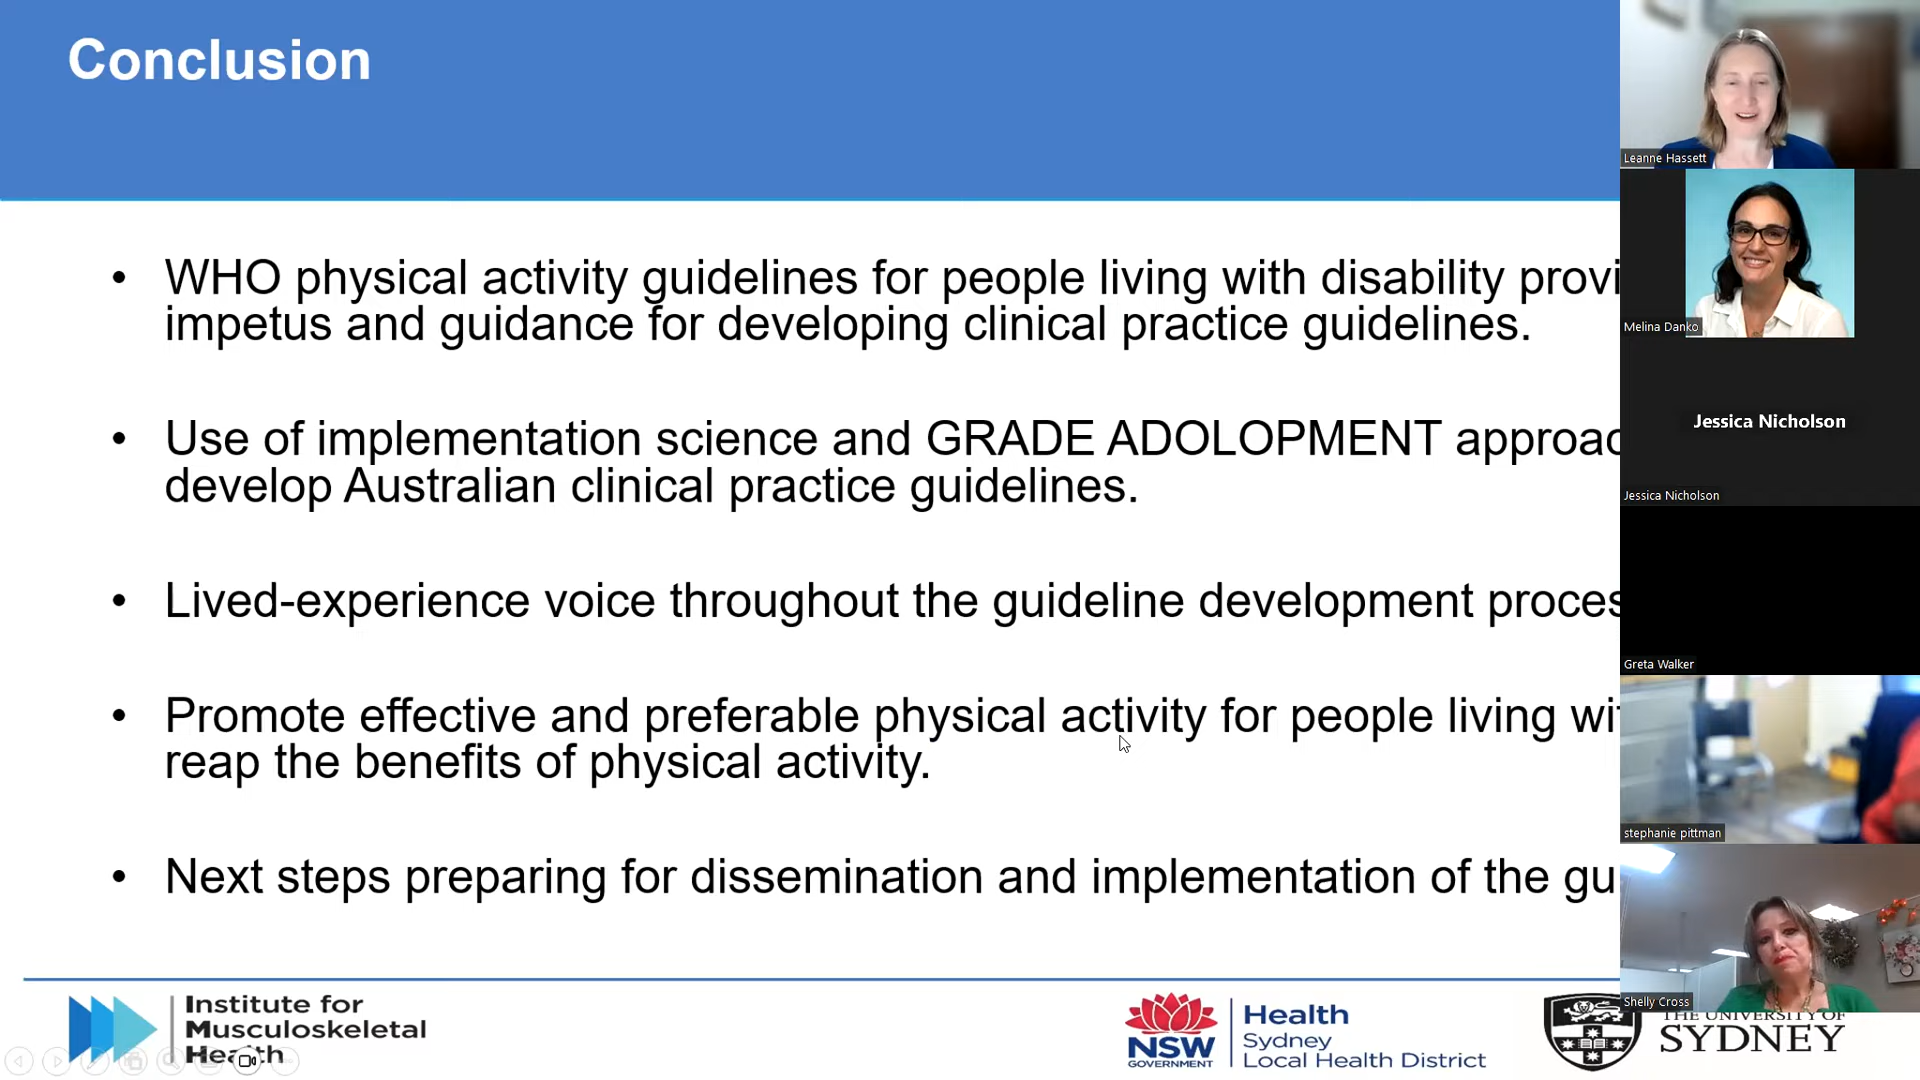 Conclusion
• WHO physical activity guidelines for people living with disability provi
impetus and guidance for developing clinical practice guidelines.
• Use of implementation science and GRADE ADOLOPMENT approac
develop Australian clinical practice guidelines.
• Lived-experience voice throughout the guideline development proces
• Promote effective and preferable physical activity for people living wi
reap the benefits of physical activity.
• Next steps preparing for dissemination and implementation of the gu
Institute for
Musculoskeletal
Health
NSW
GOVERNMENT
Health
Sydney
Local Health District
THE UNIVERSITY OF
SYDNEY
Leanne Hassett
Melina Danko
Jessica Nicholson
Jessica Nicholson
Greta Walker
stephanie pittman
Shelly Cross